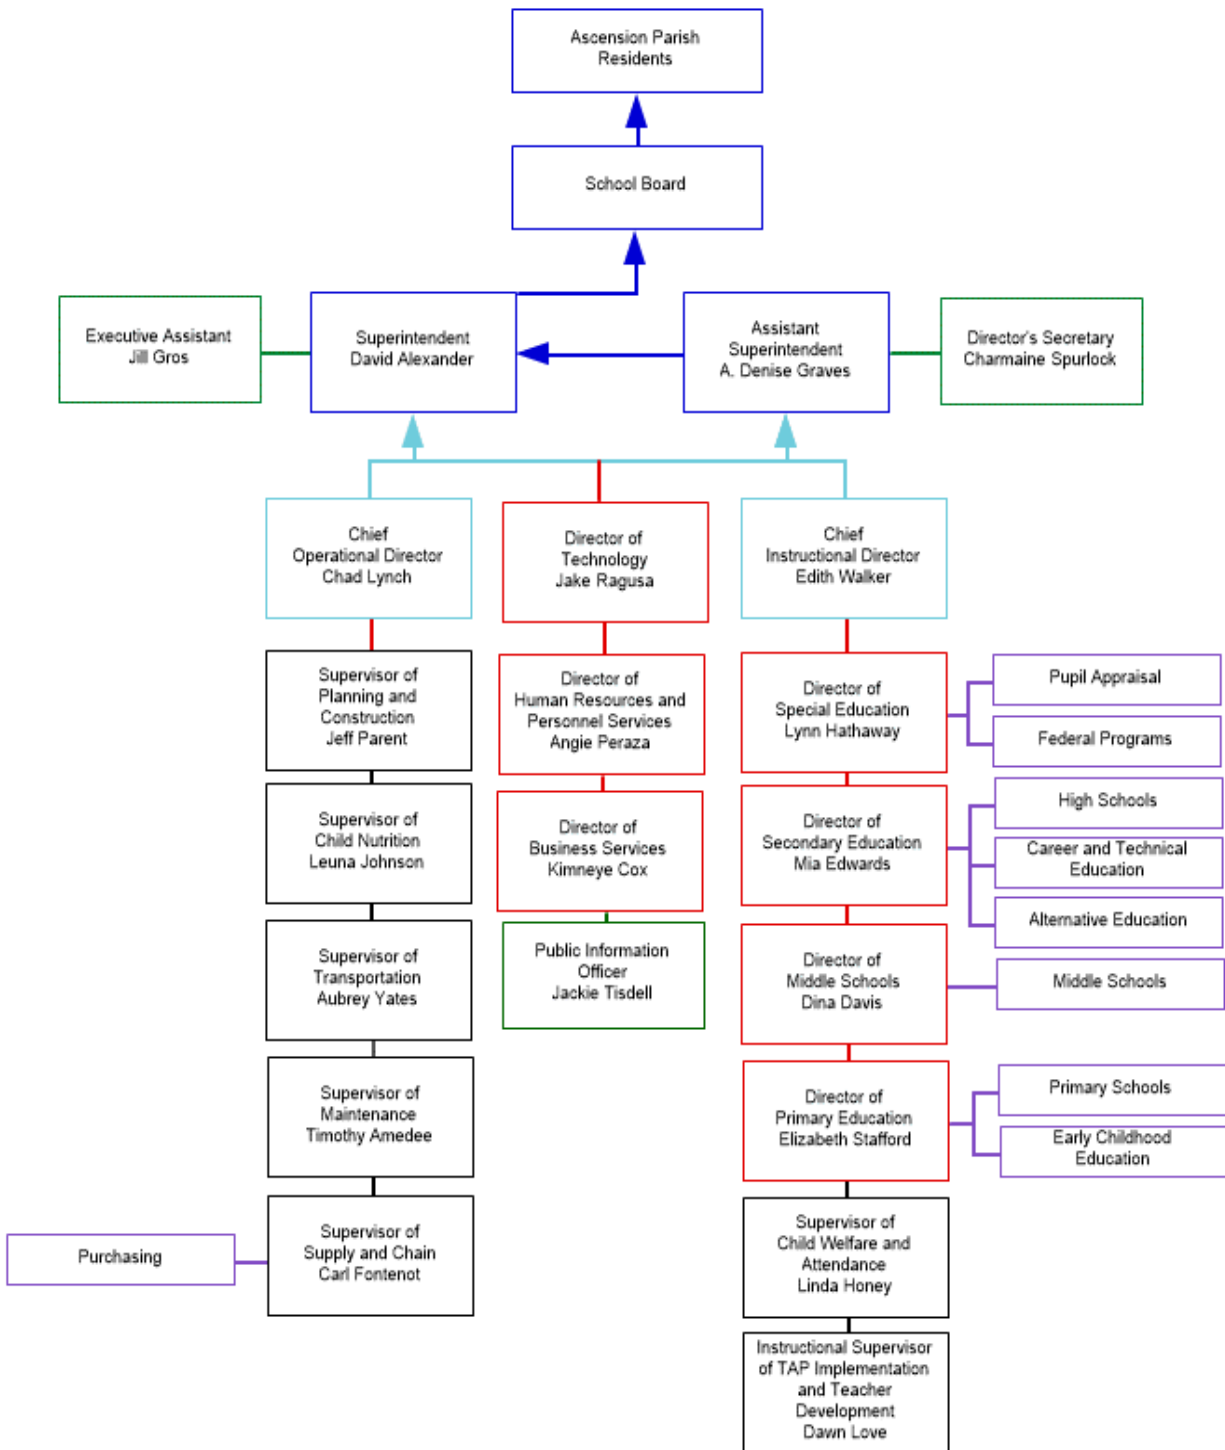 Ascension Parish
Residents
School Board
Executive Assistant
Jill Gros
Superintendent
David Alexander
Assistant
Superintendent
A. Denise Graves
Director's Secretary
Charmaine Spurlock
Chief
Operational Director
Chad Lynch
Director of
Technology
Jake Ragusa
Chief
Instructional Director
Edith Walker
Supervisor of
Planning and
Construction
Jeff Parent
Director of
Human Resources and
Personnel Services
Angie Peraza
Director of
Special Education
Lynn Hathaway
Pupil Appraisal
Federal Programs
Supervisor of
Child Nutrition
Leuna Johnson
Director of
Business Services
Kimneye Cox
Director of
Secondary Education
Mia Edwards
High Schools
Career and Technical
Education
Alternative Education
Supervisor of
Transportation
Aubrey Yates
Public Information
Officer
Jackie Tisdell
Director of
Middle Schools
Dina Davis
Middle Schools
Supervisor of
Maintenance
Timothy Amedee
Director of
Primary Education
Elizabeth Stafford
Primary Schools
Early Childhood
Education
Purchasing
Supervisor of
Supply and Chain
Carl Fontenot
Supervisor of
Child Welfare and
Attendance
Linda Honey
Instructional Supervisor
of TAP Implementation
and Teacher
Development
Dawn Love